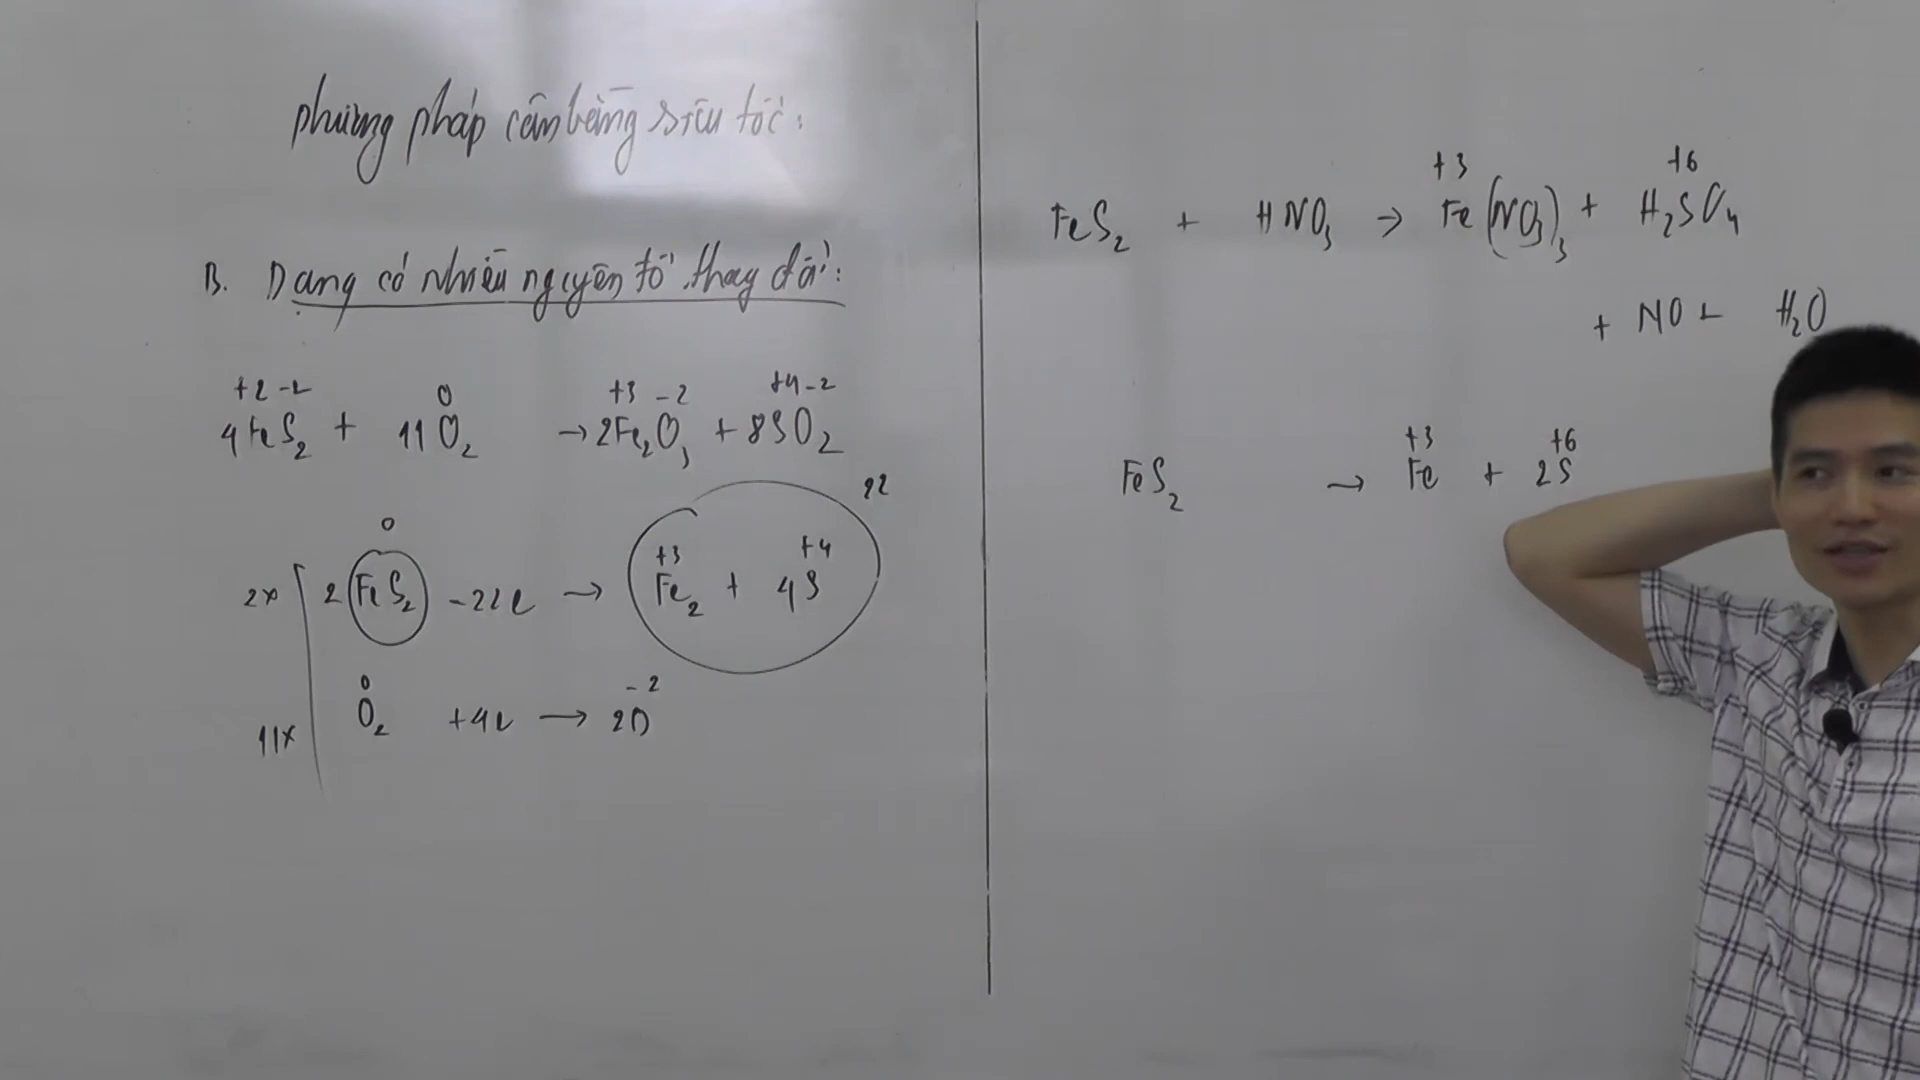 phương pháp cân bằng siêu tốc:
B. Dạng có nhiều nguyên tố thay đổi:
+2 -2 0 +3 -2 +4 -2
4FeS2 + 11O2 → 2Fe2O3 + 8SO2
22
0 +3 +4
2x 2FeS2 -22e → Fe2 + 4S
0 -2
11x O2 +4e → 2O
+3 +6
FeS2 + HNO3 → Fe(NO3)3 + H2SO4
+ NO + H2O
+3 +6
FeS2 → Fe + 2S